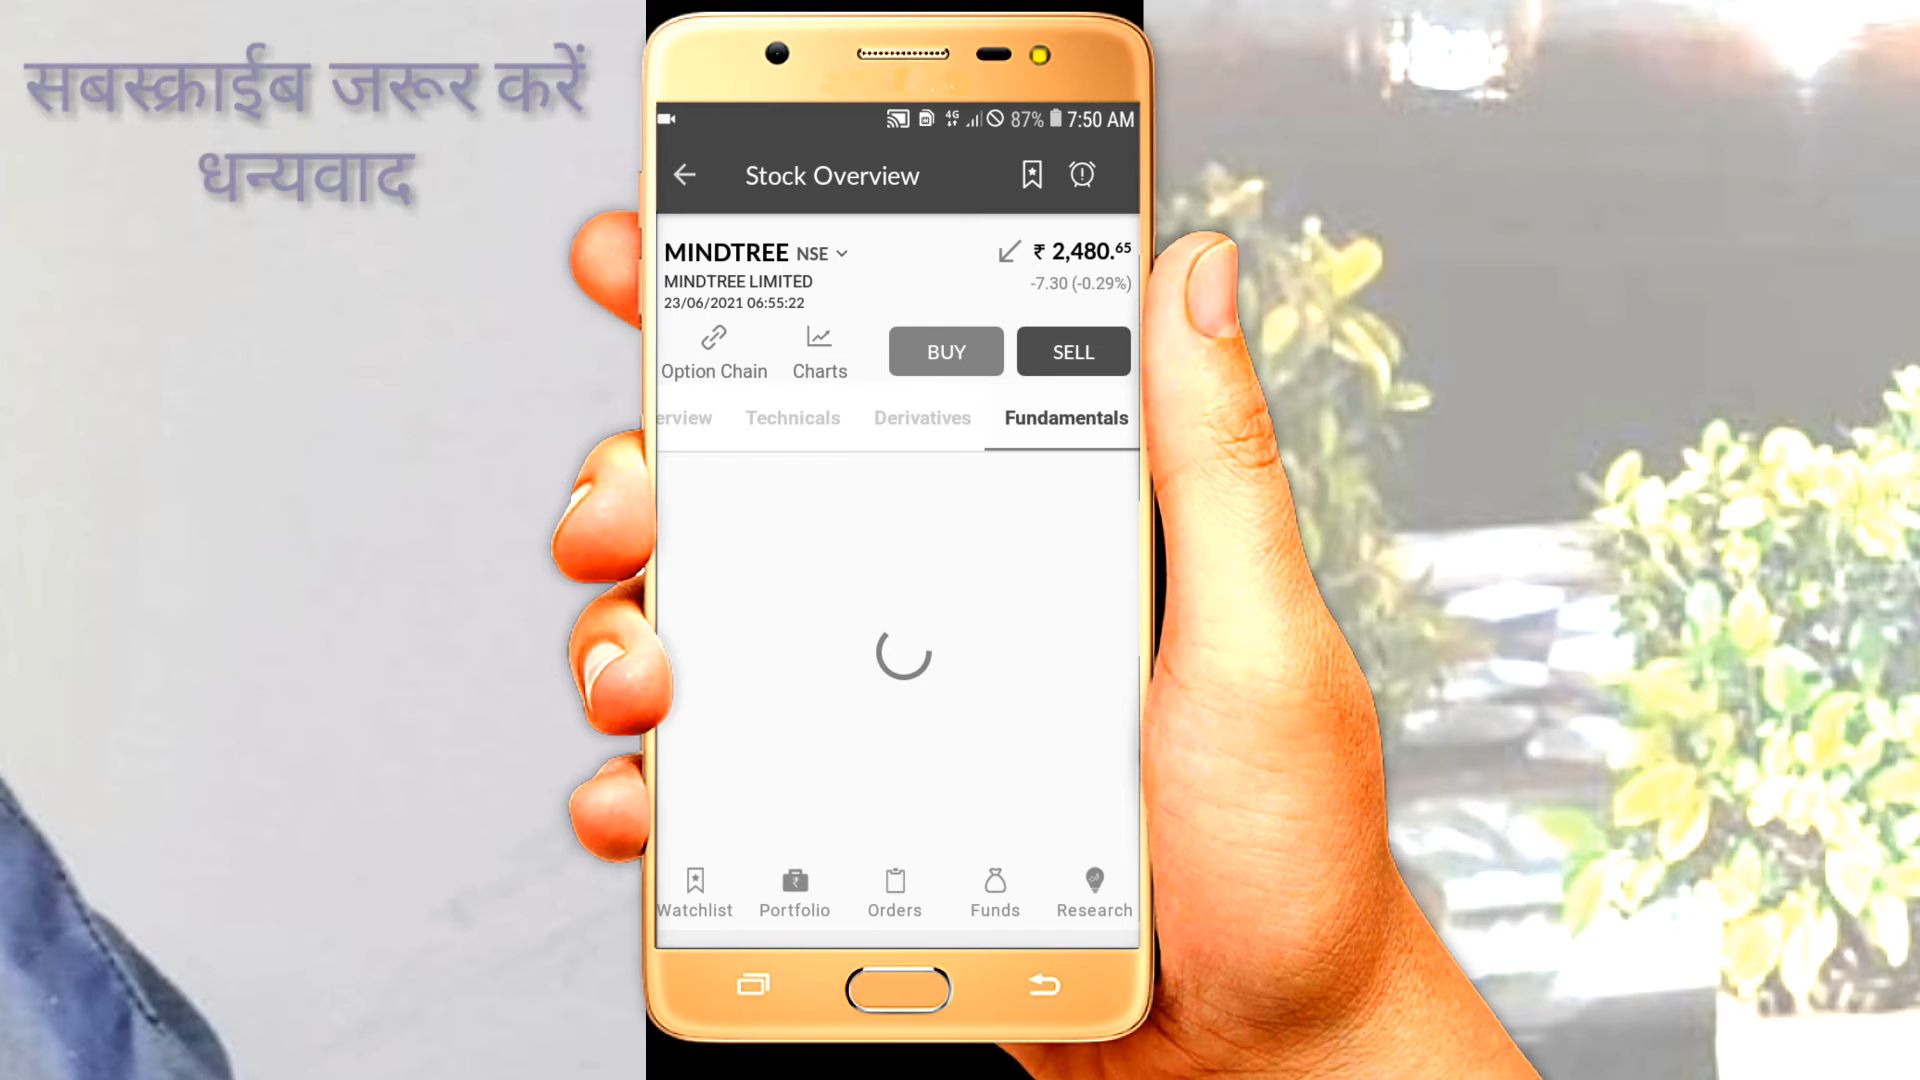 सबस्क्राईब जरूर करें
धन्यवाद
4G 87% 7:50 AM
Stock Overview
MINDTREE NSE
₹ 2,480.65
MINDTREE LIMITED
-7.30 (-0.29%)
23/06/2021 06:55:22
Option Chain
Charts
BUY
SELL
erview
Technicals
Derivatives
Fundamentals
Watchlist
Portfolio
Orders
Funds
Research